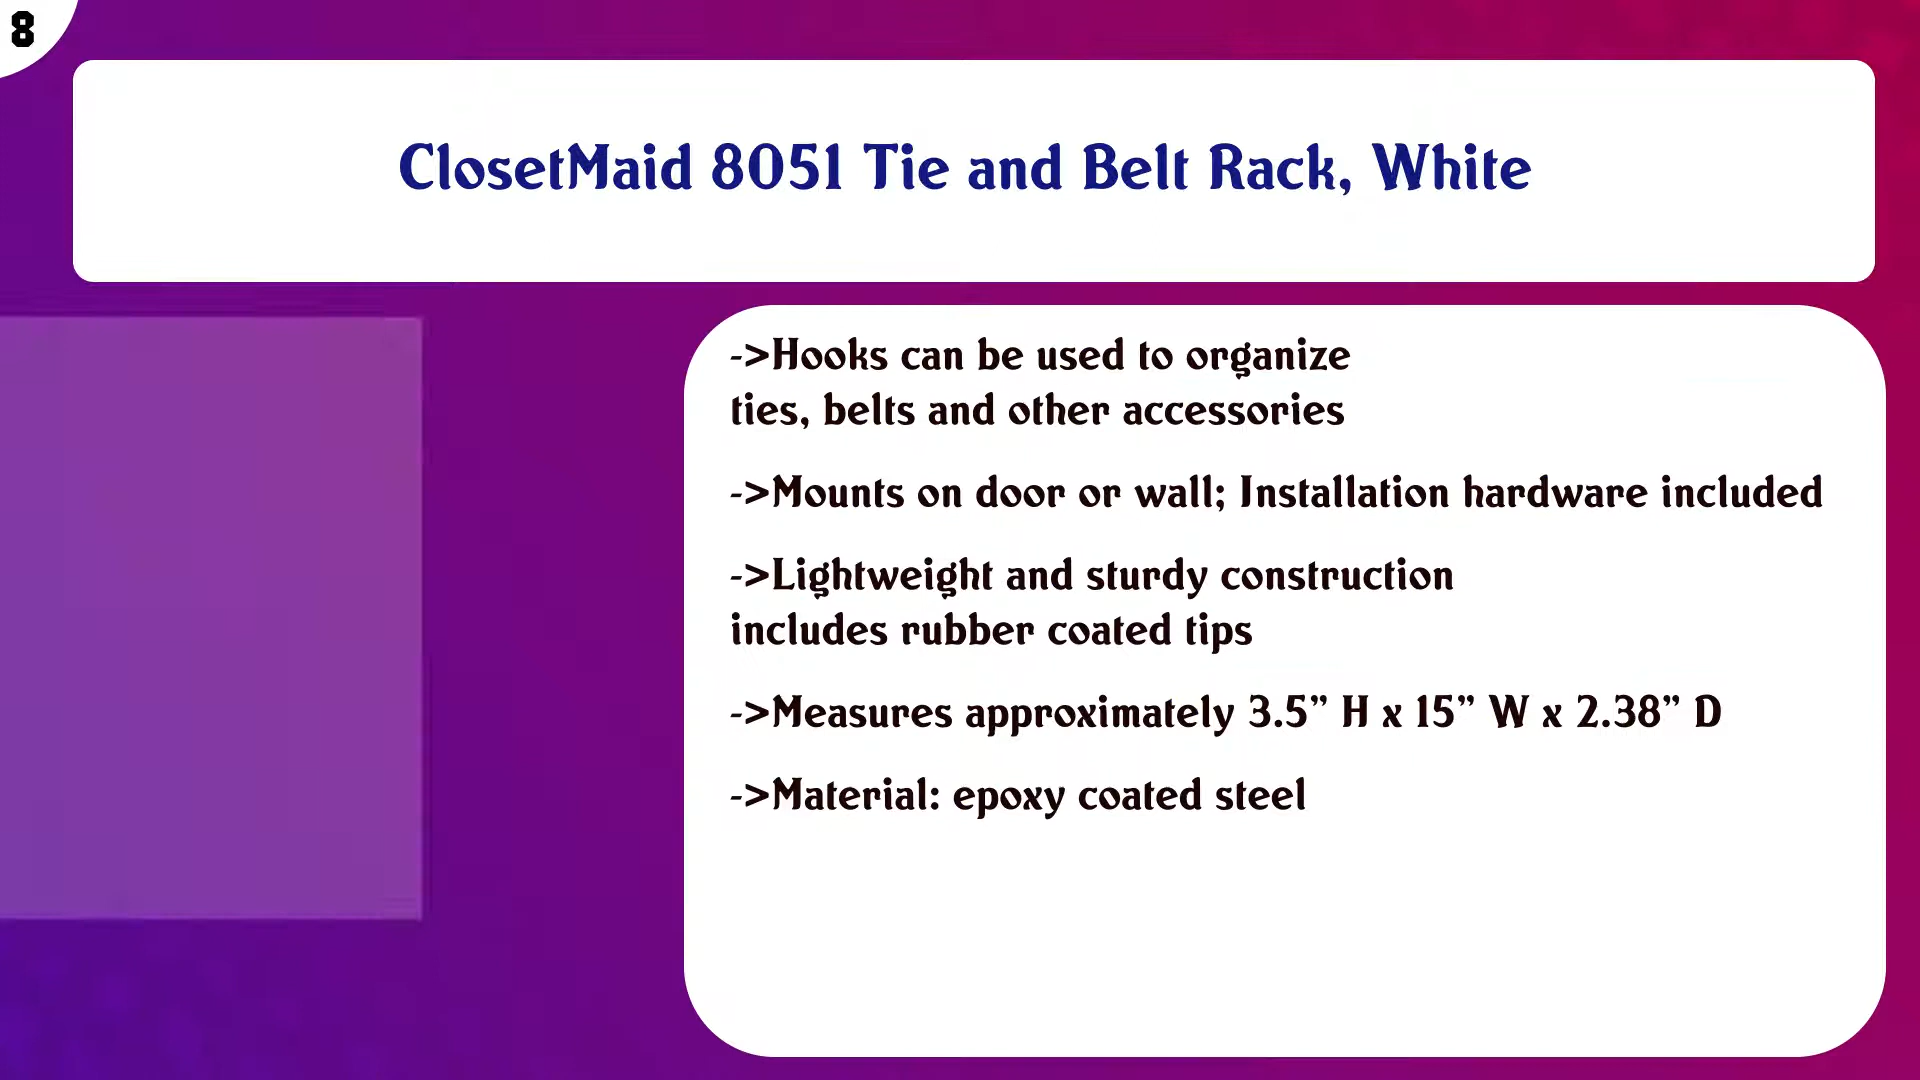 8
ClosetMaid 8051 Tie and Belt Rack, White
->Hooks can be used to organize
ties, belts and other accessories
->Mounts on door or wall; Installation hardware included
->Lightweight and sturdy construction
includes rubber coated tips
->Measures approximately 3.5” H x 15” W x 2.38” D
->Material: epoxy coated steel